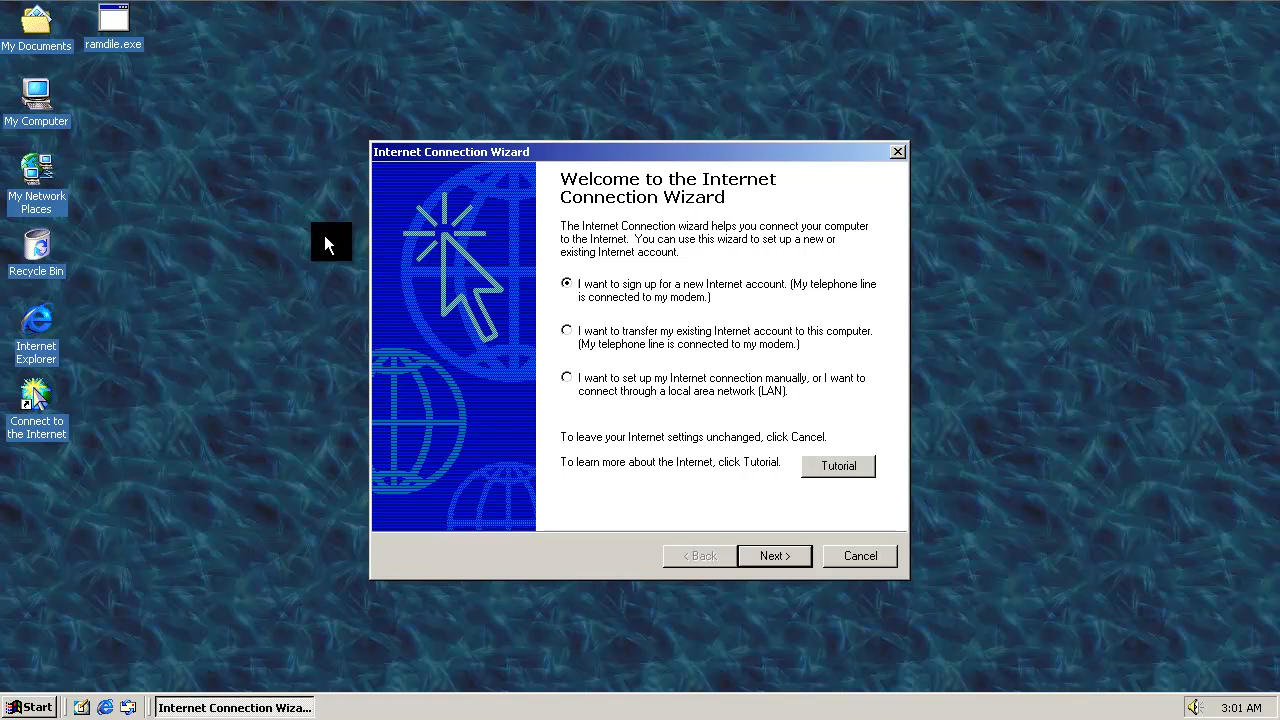 My Documents
ramdile.exe
My Computer
My Network
Places
Recycle Bin
Internet
Explorer
Connect to
the Internet
Internet Connection Wizard
Welcome to the Internet
Connection Wizard
The Internet Connection wizard helps you connect your computer
to the Internet. You can use this wizard to set up a new or
existing Internet account.
I want to sign up for a new Internet account. (My telephone line
is connected to my modem.)
I want to transfer my existing Internet account to this computer.
(My telephone line is connected to my modem.)
I want to set up my Internet connection manually, or I want to
connect through a local area network (LAN).
To leave your Internet settings unchanged, click Cancel.
To learn more about the Internet, click Tutorial.
Tutorial
< Back
Next >
Cancel
Start
Internet Connection Wiza...
3:01 AM